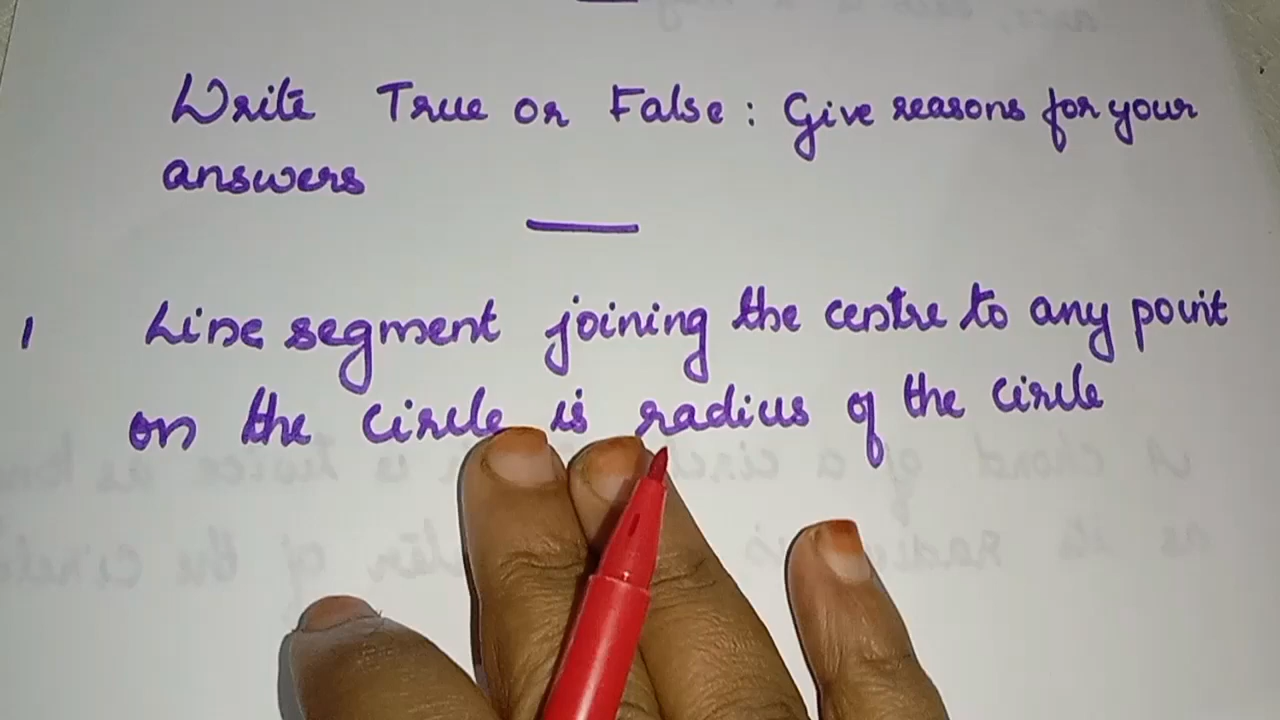 Write True or False: Give reasons for your
answers
1 Line segment joining the centre to any point
on the circle is radius of the circle